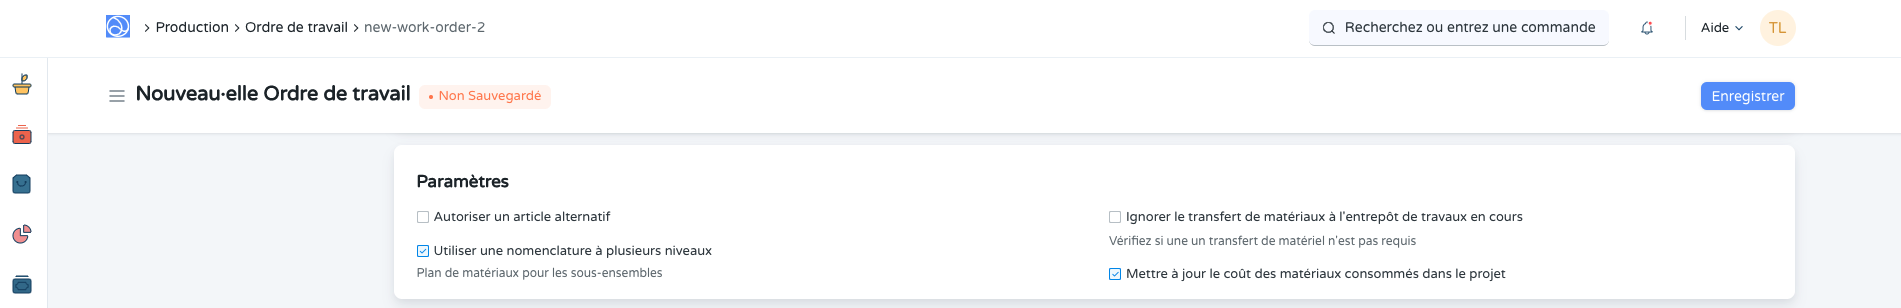 Production Ordre de travail new-work-order-2
Recherchez ou entrez une commande
Aide
TL
Nouveau·elle Ordre de travail
Non Sauvegardé
Enregistrer
Paramètres
Autoriser un article alternatif
Utiliser une nomenclature à plusieurs niveaux
Plan de matériaux pour les sous-ensembles
Ignorer le transfert de matériaux à l'entrepôt de travaux en cours
Vérifiez si une un transfert de matériel n'est pas requis
Mettre à jour le coût des matériaux consommés dans le projet